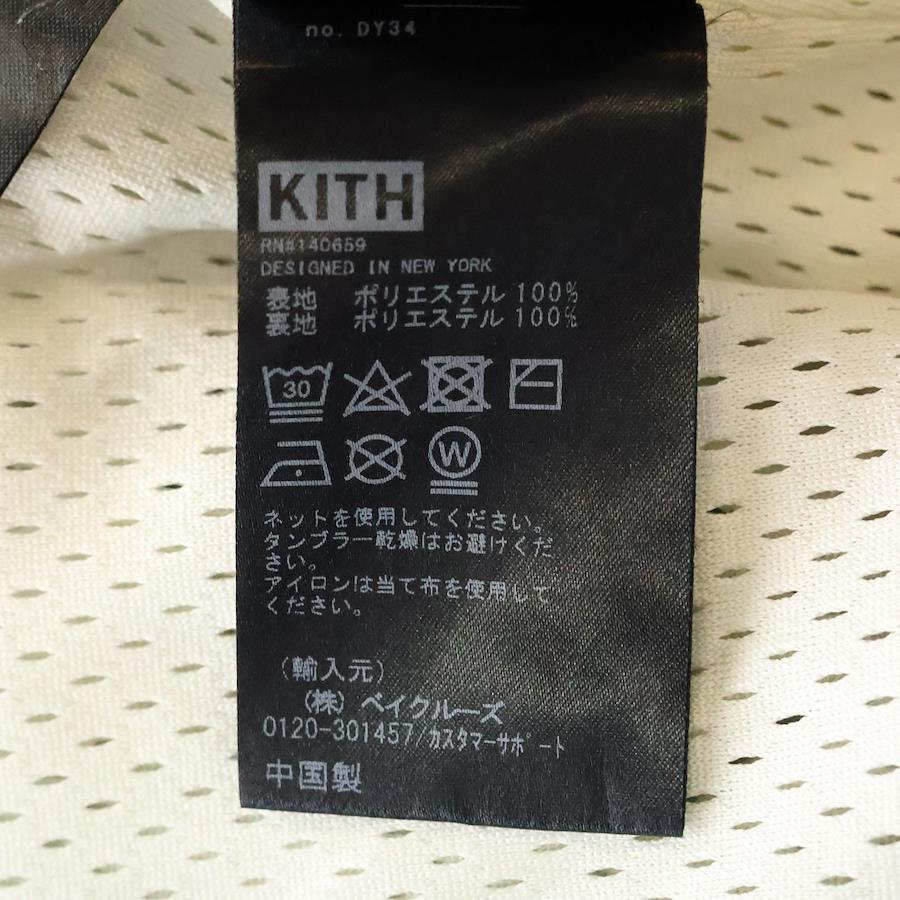 no. DY34
KITH
RN#140659
DESIGNED IN NEW YORK
表地 ポリエステル 100%
裏地 ポリエステル 100%
30
W
ネットを使用してください。
タンブラー乾燥はお避けくだ
さい。
アイロンは当て布を使用して
ください。
(輸入元)
(株) ベイクルーズ
0120-301457/カスタマーサポート
中国製